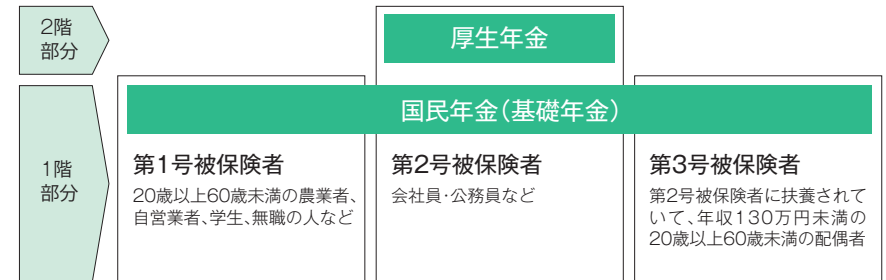 2階
部分
厚生年金
国民年金（基礎年金）
1階
部分
第1号被保険者
20歳以上60歳未満の農業者、
自営業者、学生、無職の人など
第2号被保険者
会社員・公務員など
第3号被保険者
第2号被保険者に扶養されて
いて、年収130万円未満の
20歳以上60歳未満の配偶者